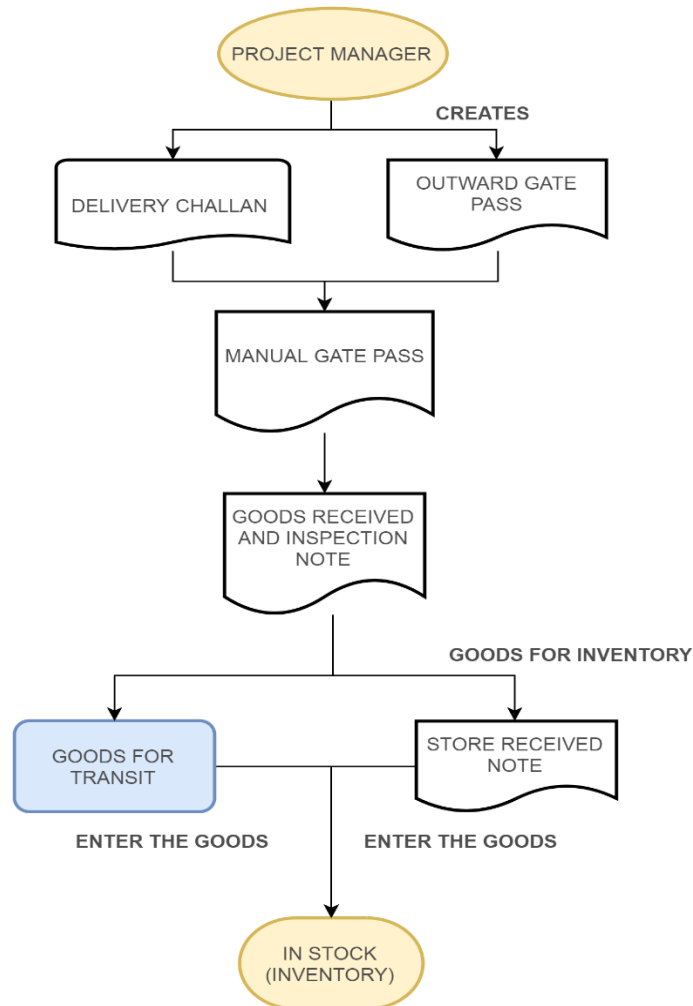 PROJECT MANAGER
CREATES
DELIVERY CHALLAN
OUTWARD GATE
PASS
MANUAL GATE PASS
GOODS RECEIVED
AND INSPECTION
NOTE
GOODS FOR INVENTORY
GOODS FOR
TRANSIT
STORE RECEIVED
NOTE
ENTER THE GOODS
ENTER THE GOODS
IN STOCK
(INVENTORY)